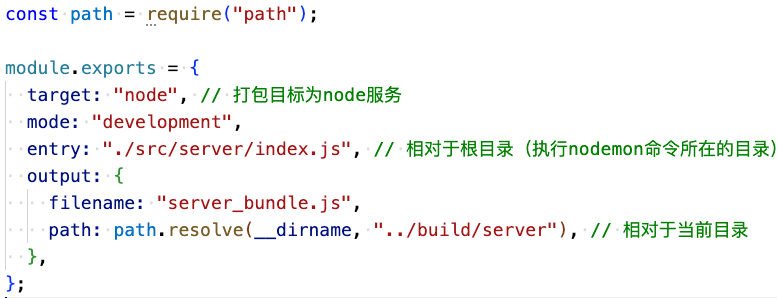 const path = require("path");
module.exports = {
target: "node", // 打包目标为node服务
mode: "development",
entry: "./src/server/index.js", // 相对于根目录（执行nodemon命令所在的目录）
output: {
filename: "server_bundle.js",
path: path.resolve(__dirname, "../build/server"), // 相对于当前目录
},
};